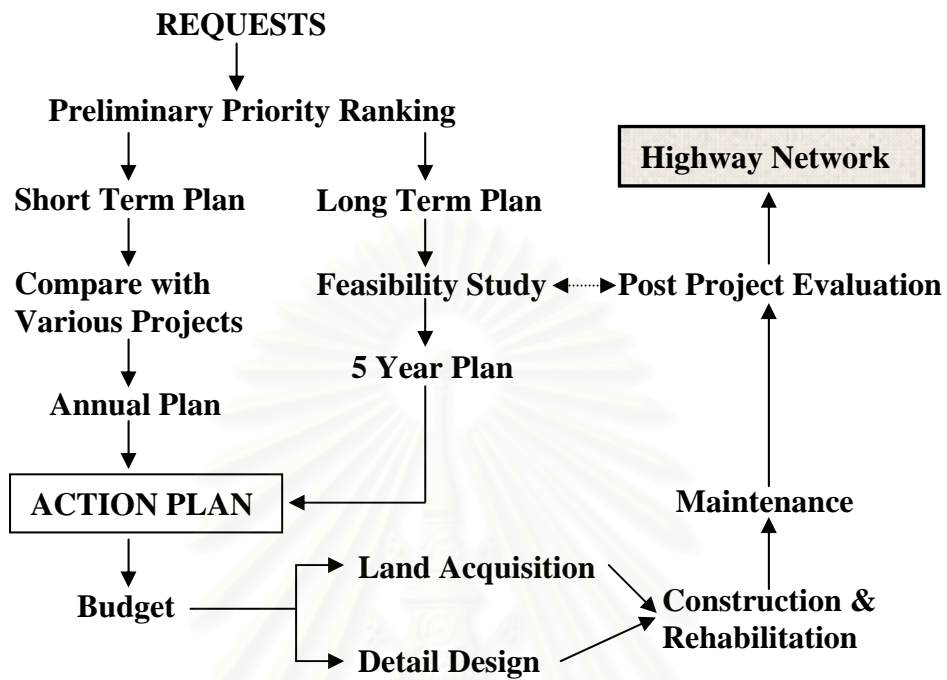 REQUESTS
Preliminary Priority Ranking
Highway Network
Short Term Plan
Long Term Plan
Compare with
Various Projects
Feasibility Study
Post Project Evaluation
5 Year Plan
Annual Plan
ACTION PLAN
Maintenance
Land Acquisition
Budget
Construction &
Rehabilitation
Detail Design